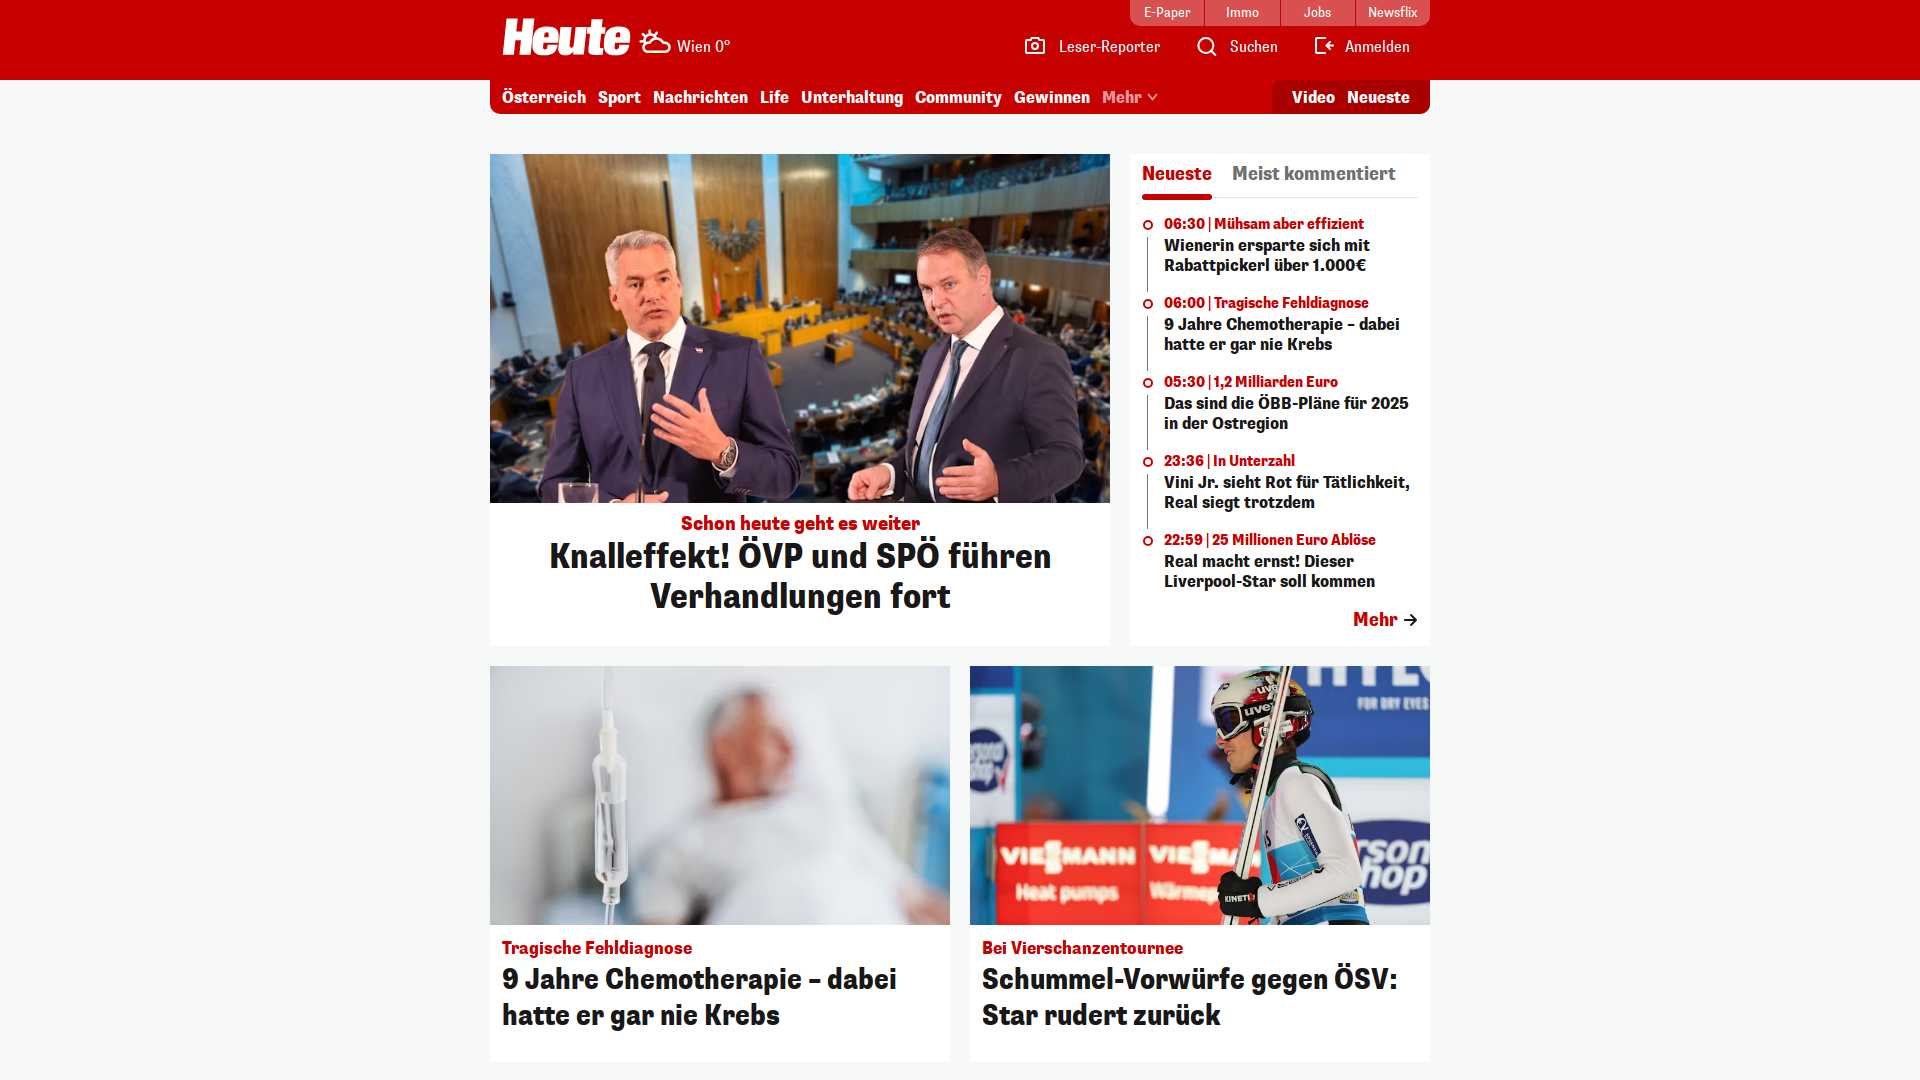 E-Paper
Immo
Jobs
Newsflix
Heute
Wien 0°
Leser-Reporter
Suchen
Anmelden
Österreich
Sport
Nachrichten
Life
Unterhaltung
Community
Gewinnen
Mehr
Video
Neueste
Schon heute geht es weiter
Knalleffekt! ÖVP und SPÖ führen
Verhandlungen fort
Neueste
Meist kommentiert
06:30 | Mühsam aber effizient
Wienerin ersparte sich mit
Rabattpickerl über 1.000€
06:00 | Tragische Fehldiagnose
9 Jahre Chemotherapie – dabei
hatte er gar nie Krebs
05:30 | 1,2 Milliarden Euro
Das sind die ÖBB-Pläne für 2025
in der Ostregion
23:36 | In Unterzahl
Vini Jr. sieht Rot für Tätlichkeit,
Real siegt trotzdem
22:59 | 25 Millionen Euro Ablöse
Real macht ernst! Dieser
Liverpool-Star soll kommen
Mehr
Tragische Fehldiagnose
9 Jahre Chemotherapie – dabei
hatte er gar nie Krebs
FOR DRY EYES
uvex
VIESSMANN
Heat pumps
VIESSMA
Wärmep
rson
hop
KINETI
Bei Vierschanzentournee
Schummel-Vorwürfe gegen ÖSV:
Star rudert zurück